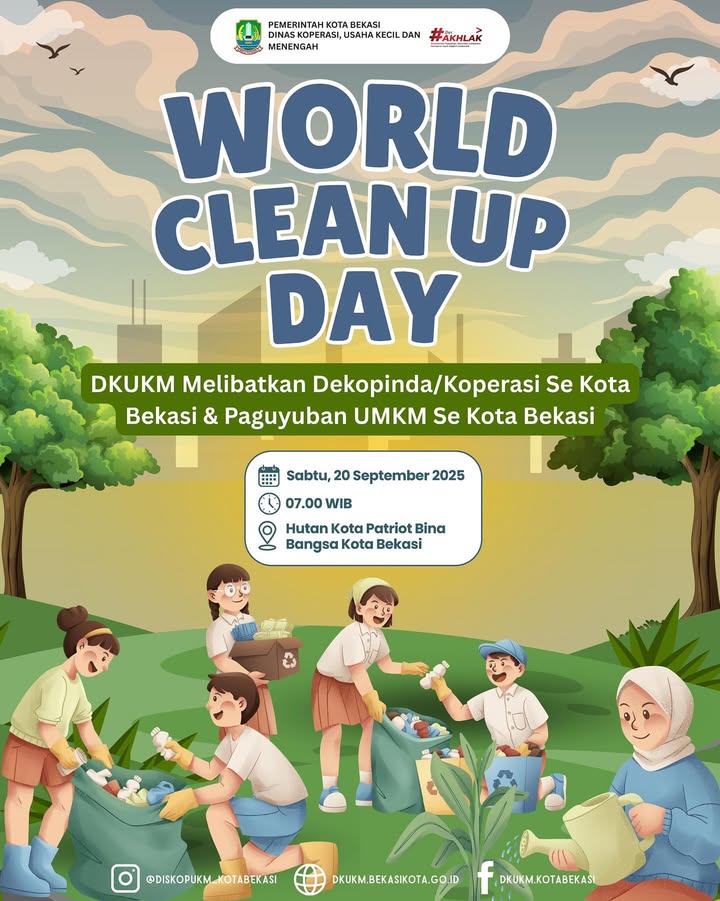 PEMERINTAH KOTA BEKASI
DINAS KOPERASI, USAHA KECIL DAN
MENENGAH
#AKHLAK
WORLD
CLEAN UP
DAY
DKUKM Melibatkan Dekopinda/Koperasi Se Kota
Bekasi & Paguyuban UMKM Se Kota Bekasi
Sabtu, 20 September 2025
07.00 WIB
Hutan Kota Patriot Bina
Bangsa Kota Bekasi
@DISKOPUKM_KOTABEKASI
DKUKM.BEKASIKOTA.GO.ID
DKUKM.KOTABEKASI